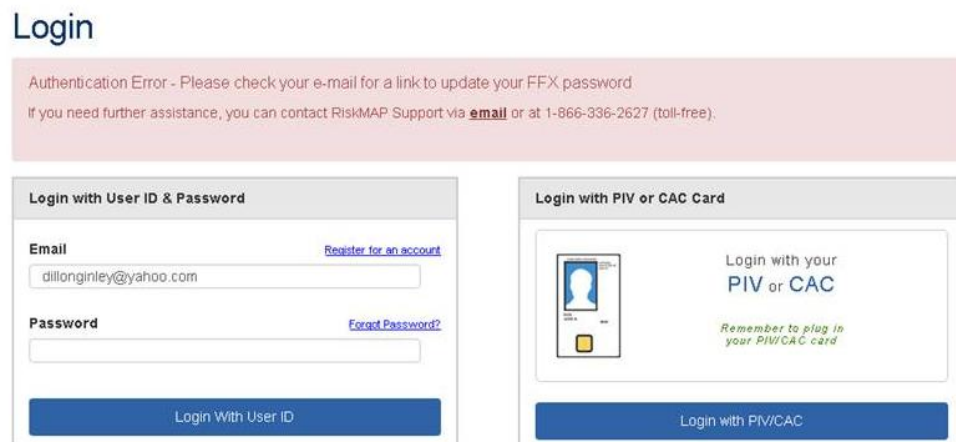 Login
Authentication Error - Please check your e-mail for a link to update your FFX password
If you need further assistance, you can contact RiskMAP Support via email or at 1-866-336-2627 (toll-free).
Login with User ID & Password
Email
Register for an account
dillonginley@yahoo.com
Password
Forgot Password?
Login With User ID
Login with PIV or CAC Card
Login with your
PIV or CAC
Remember to plug in
your PIV/CAC card
Login with PIV/CAC